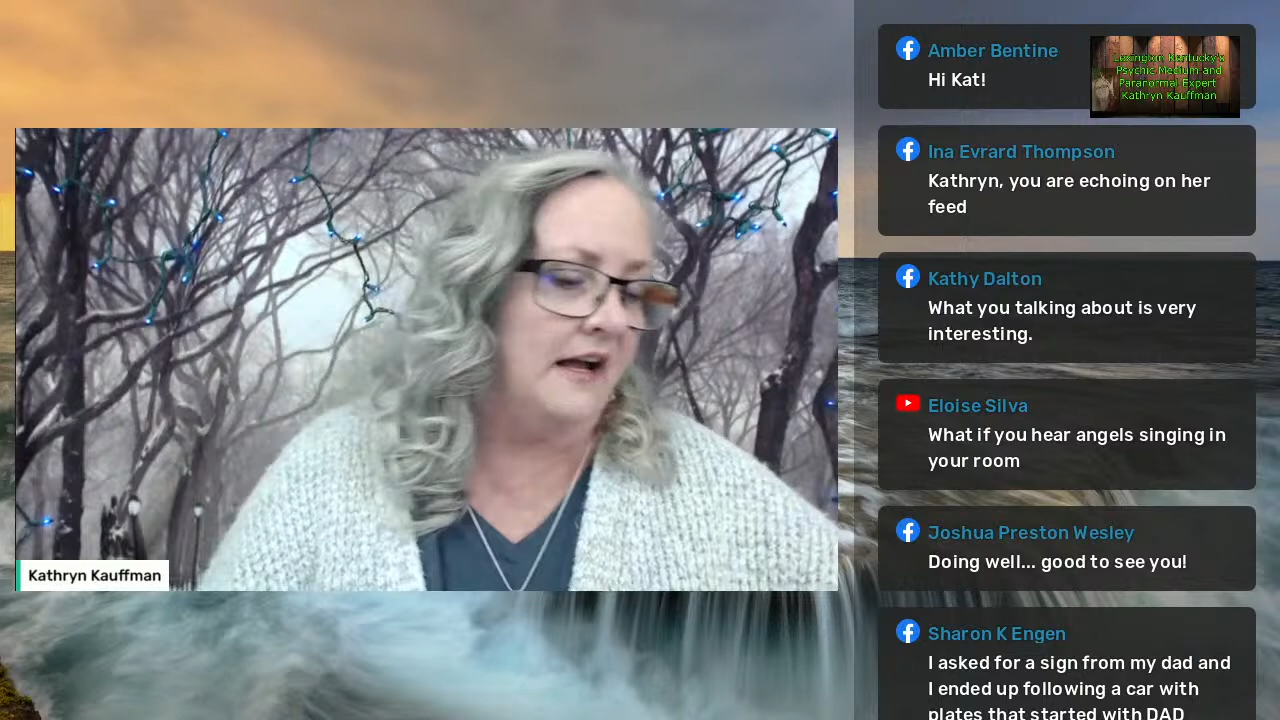 Kathryn Kauffman
Amber Bentine
Hi Kat!
Lexington Kentucky's
Psychic Medium and
Paranormal Expert
Kathryn Kauffman
Ina Evrard Thompson
Kathryn, you are echoing on her
feed
Kathy Dalton
What you talking about is very
interesting.
Eloise Silva
What if you hear angels singing in
your room
Joshua Preston Wesley
Doing well... good to see you!
Sharon K Engen
I asked for a sign from my dad and
I ended up following a car with
plates that started with DAD